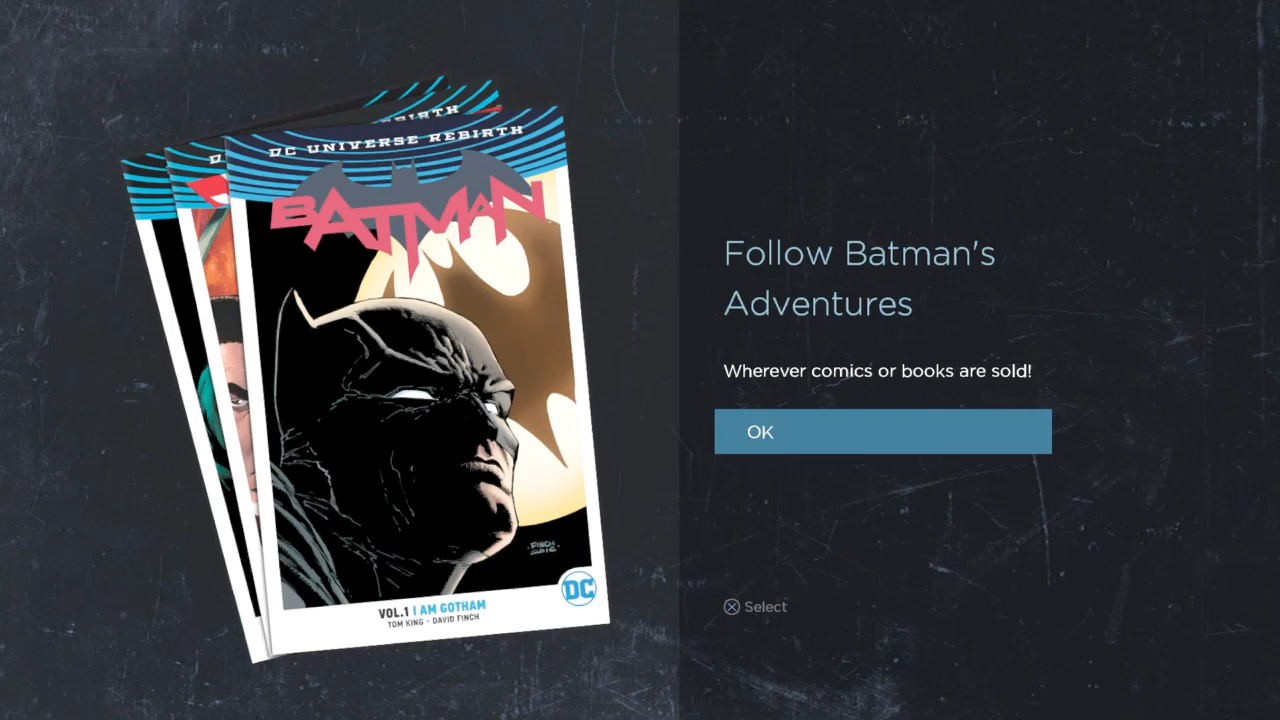 EBIRTH
D
DC UNIVERSE REBIRTH
BATMAN
FINCH
2016
DC
VOL.1 I AM GOTHAM
TOM KING - DAVID FINCH
Follow Batman's
Adventures
Wherever comics or books are sold!
OK
Select